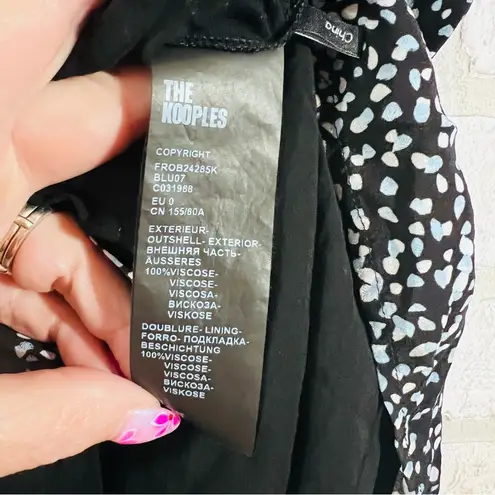 China
THE
KOOPLES
COPYRIGHT
FROB24285K
BLU07
C031988
EU 0
CN 155/80A
EXTERIEUR-
OUTSHELL- EXTERIOR-
ВНЕШНЯЯ ЧАСТЬ-
ÄUSSERES
100%VISCOSE-
VISCOSE-
VISCOSA-
ВИСКОЗА-
VISKOSE
DOUBLURE- LINING-
FORRO- ПОДКЛАДКА-
BESCHICHTUNG
100%VISCOSE-
VISCOSE-
VISCOSA-
ВИСКОЗА-
VISKOSE